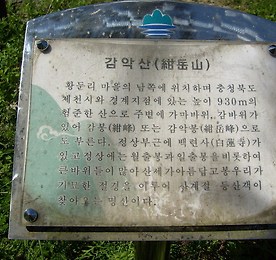 감악산(紺岳山)
황둔리 마을의 남쪽에 위치하며 충청북도
제천시와 경계지점에 있는 높이 930m의
험준한 산으로 주변에 가마바위, 감바위가
있어 감봉(紺峰) 또는 감악봉(紺岳峰)으로
도 부른다. 정상부근에 백련사(白蓮寺)가
있고 정상에는 월출봉과 일출봉을 비롯하여
큰바위들이 많아 산세가 아름답고 봉우리가
기묘한 절경을 이루어 사계절 등산객이
찾아 명산이다.